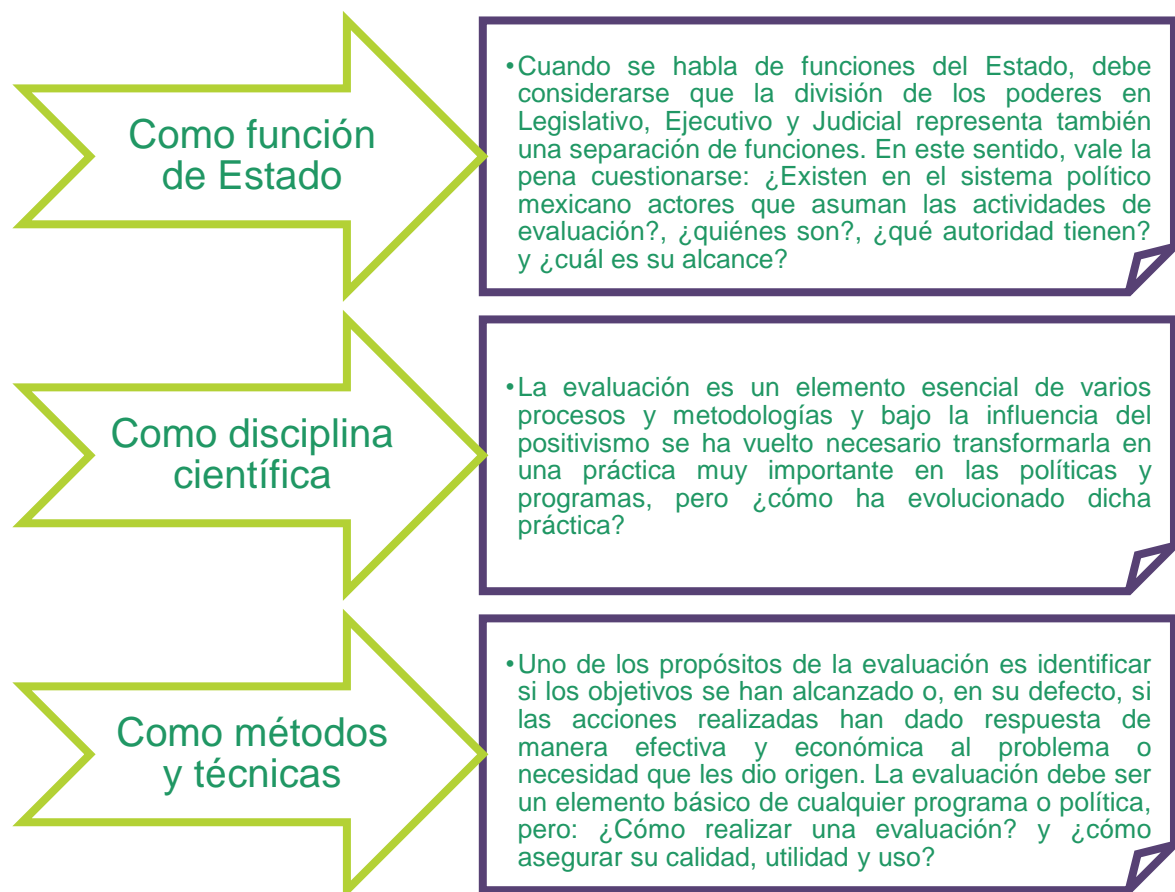 Como función
de Estado
•Cuando se habla de funciones del Estado, debe
considerarse que la división de los poderes en
Legislativo, Ejecutivo y Judicial representa también
una separación de funciones. En este sentido, vale la
pena cuestionarse: ¿Existen en el sistema político
mexicano actores que asuman las actividades de
evaluación?, ¿quiénes son?, ¿qué autoridad tienen?
y ¿cuál es su alcance?
Como disciplina
científica
•La evaluación es un elemento esencial de varios
procesos y metodologías y bajo la influencia del
positivismo se ha vuelto necesario transformarla en
una práctica muy importante en las políticas y
programas, pero ¿cómo ha evolucionado dicha
práctica?
Como métodos
y técnicas
•Uno de los propósitos de la evaluación es identificar
si los objetivos se han alcanzado o, en su defecto, si
las acciones realizadas han dado respuesta de
manera efectiva y económica al problema o
necesidad que les dio origen. La evaluación debe ser
un elemento básico de cualquier programa o política,
pero: ¿Cómo realizar una evaluación? y ¿cómo
asegurar su calidad, utilidad y uso?